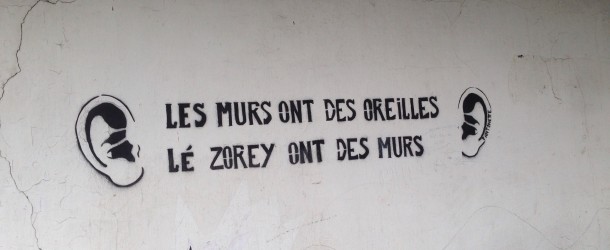 LES MURS ONT DES OREILLES
LÉ ZOREY ONT DES MURS